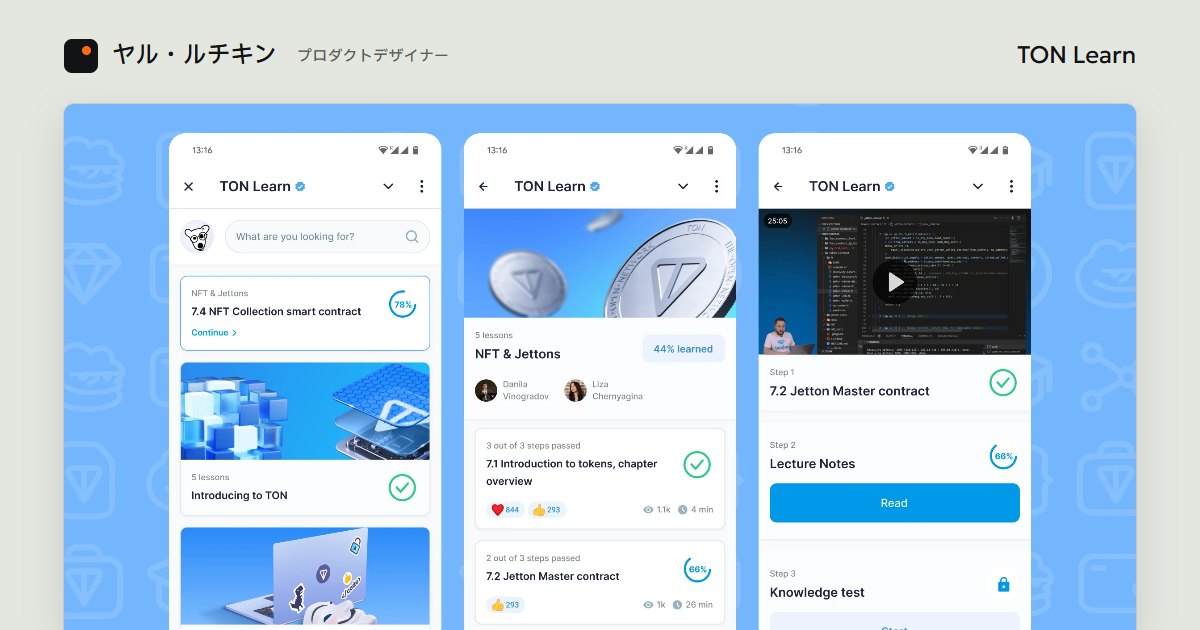 ヤル・ルチキン
プロダクトデザイナー
TON Learn
13:16
TON Learn
What are you looking for?
NFT & Jettons
7.4 NFT Collection smart contract
Continue
78%
5 lessons
Introducing to TON
13:16
TON Learn
TON
5 lessons
NFT & Jettons
44% learned
Daniia
Vinogradov
Liza
Chernyagina
3 out of 3 steps passed
7.1 Introduction to tokens, chapter
overview
844
293
1.1k
4 min
2 out of 3 steps passed
7.2 Jetton Master contract
66%
293
1k
26 min
13:16
TON Learn
25:05
Step 1
7.2 Jetton Master contract
Step 2
Lecture Notes
66%
Read
Step 3
Knowledge test
Start